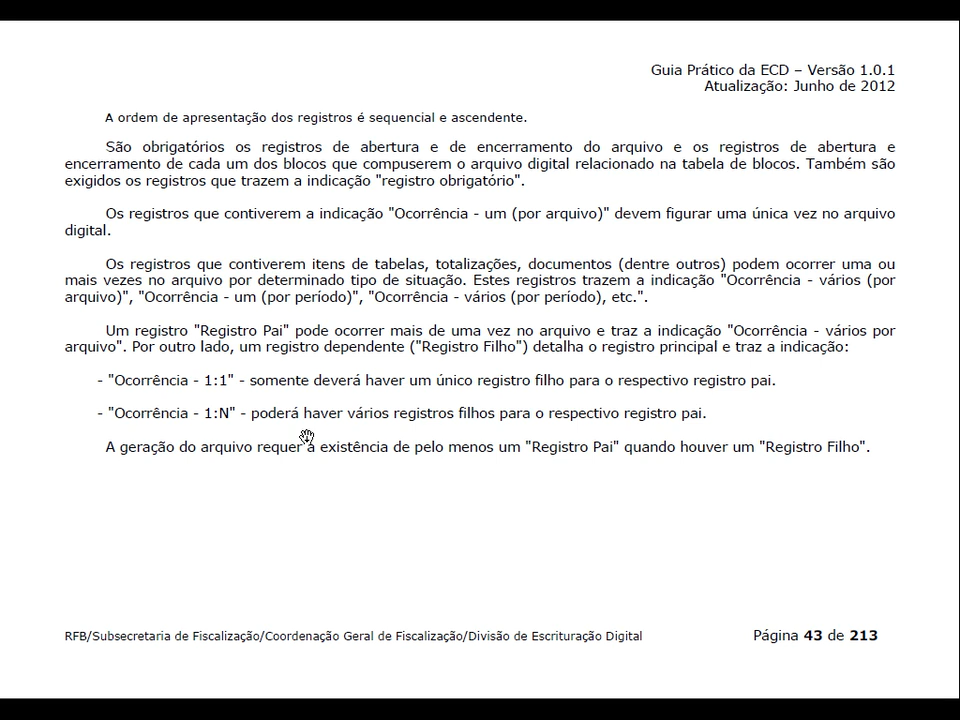 Guia Prático da ECD – Versão 1.0.1
Atualização: Junho de 2012
A ordem de apresentação dos registros é sequencial e ascendente.
São obrigatórios os registros de abertura e de encerramento do arquivo e os registros de abertura e
encerramento de cada um dos blocos que compuserem o arquivo digital relacionado na tabela de blocos. Também são
exigidos os registros que trazem a indicação "registro obrigatório".
Os registros que contiverem a indicação "Ocorrência - um (por arquivo)" devem figurar uma única vez no arquivo
digital.
Os registros que contiverem itens de tabelas, totalizações, documentos (dentre outros) podem ocorrer uma ou
mais vezes no arquivo por determinado tipo de situação. Estes registros trazem a indicação "Ocorrência - vários (por
arquivo)", "Ocorrência - um (por período)", "Ocorrência - vários (por período), etc.".
Um registro "Registro Pai" pode ocorrer mais de uma vez no arquivo e traz a indicação "Ocorrência - vários por
arquivo". Por outro lado, um registro dependente ("Registro Filho") detalha o registro principal e traz a indicação:
- "Ocorrência - 1:1" - somente deverá haver um único registro filho para o respectivo registro pai.
- "Ocorrência - 1:N" - poderá haver vários registros filhos para o respectivo registro pai.
A geração do arquivo requer a existência de pelo menos um "Registro Pai" quando houver um "Registro Filho".
RFB/Subsecretaria de Fiscalização/Coordenação Geral de Fiscalização/Divisão de Escrituração Digital
Página 43 de 213